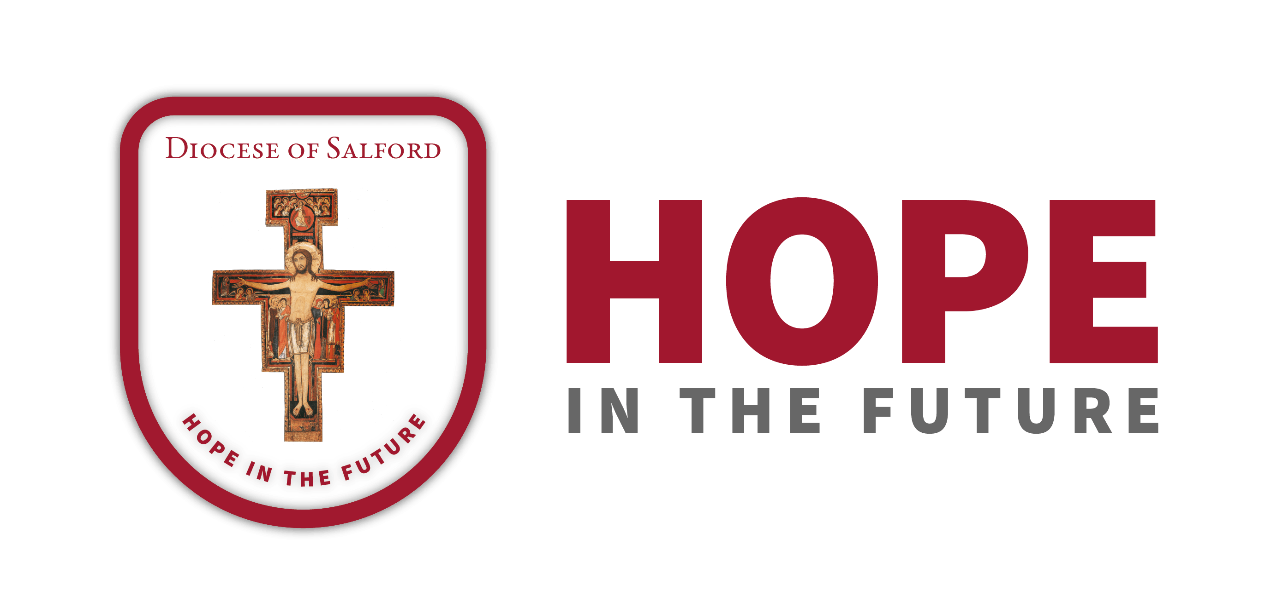 Diocese of Salford
HOPE IN THE FUTURE
HOPE
IN THE FUTURE